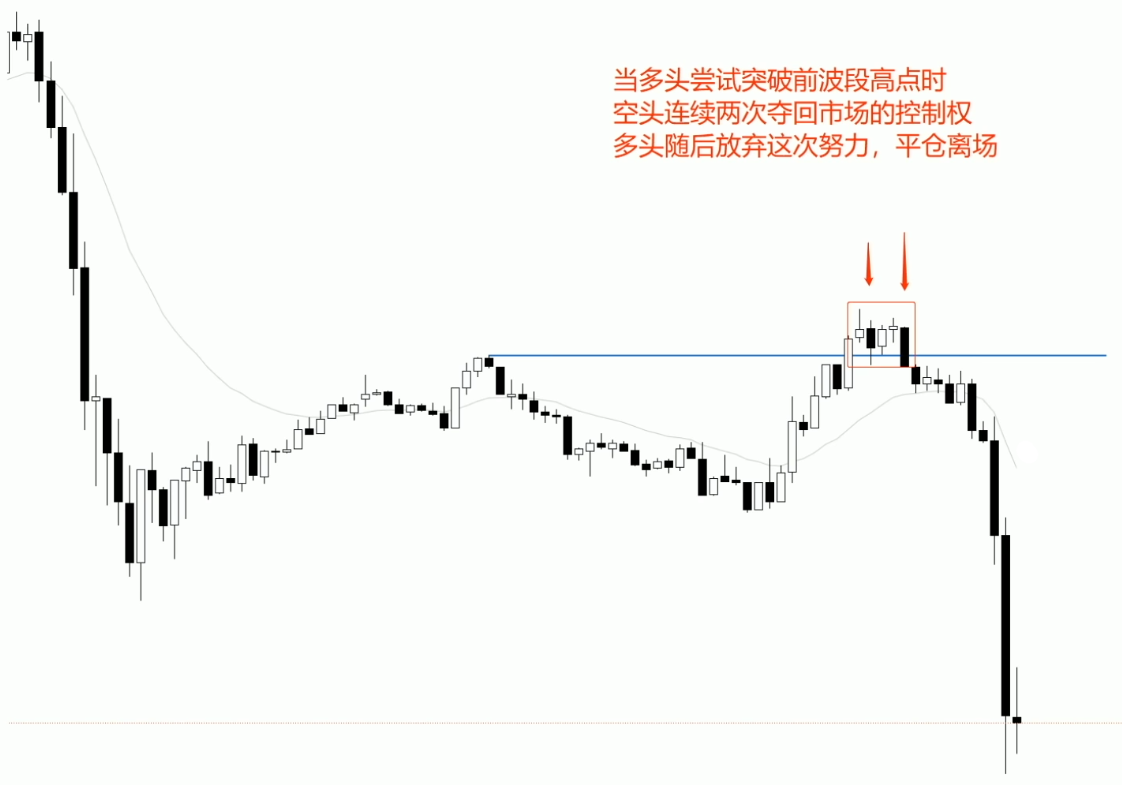 当多头尝试突破前波段高点时
空头连续两次夺回市场的控制权
多头随后放弃这次努力，平仓离场